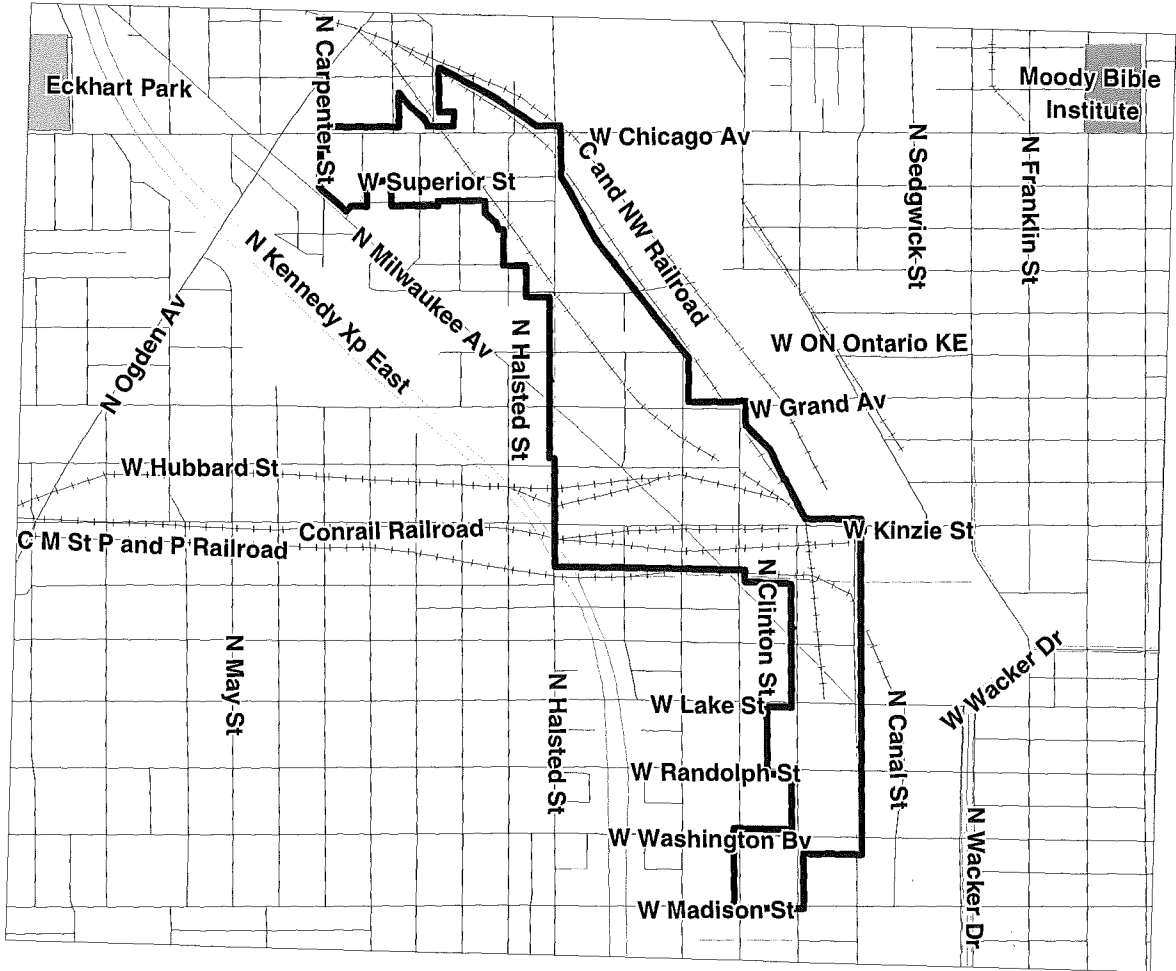 Eckhart Park
N Carpenter St
Moody Bible
Institute
W Chicago Av
W Superior St
C and NW Railroad
N Sedgwick St
N Franklin St
N Ogden Av
N Kennedy Xp East
N Milwaukee Av
N Halsted St
W ON Ontario KE
W Grand Av
W Hubbard St
C M St P and P Railroad
Conrail Railroad
W Kinzie St
N Clinton St
N May St
N Halsted St
W Lake St
W Randolph St
W Washington Bv
W Madison St
N Canal St
W Wacker Dr
N Wacker Dr